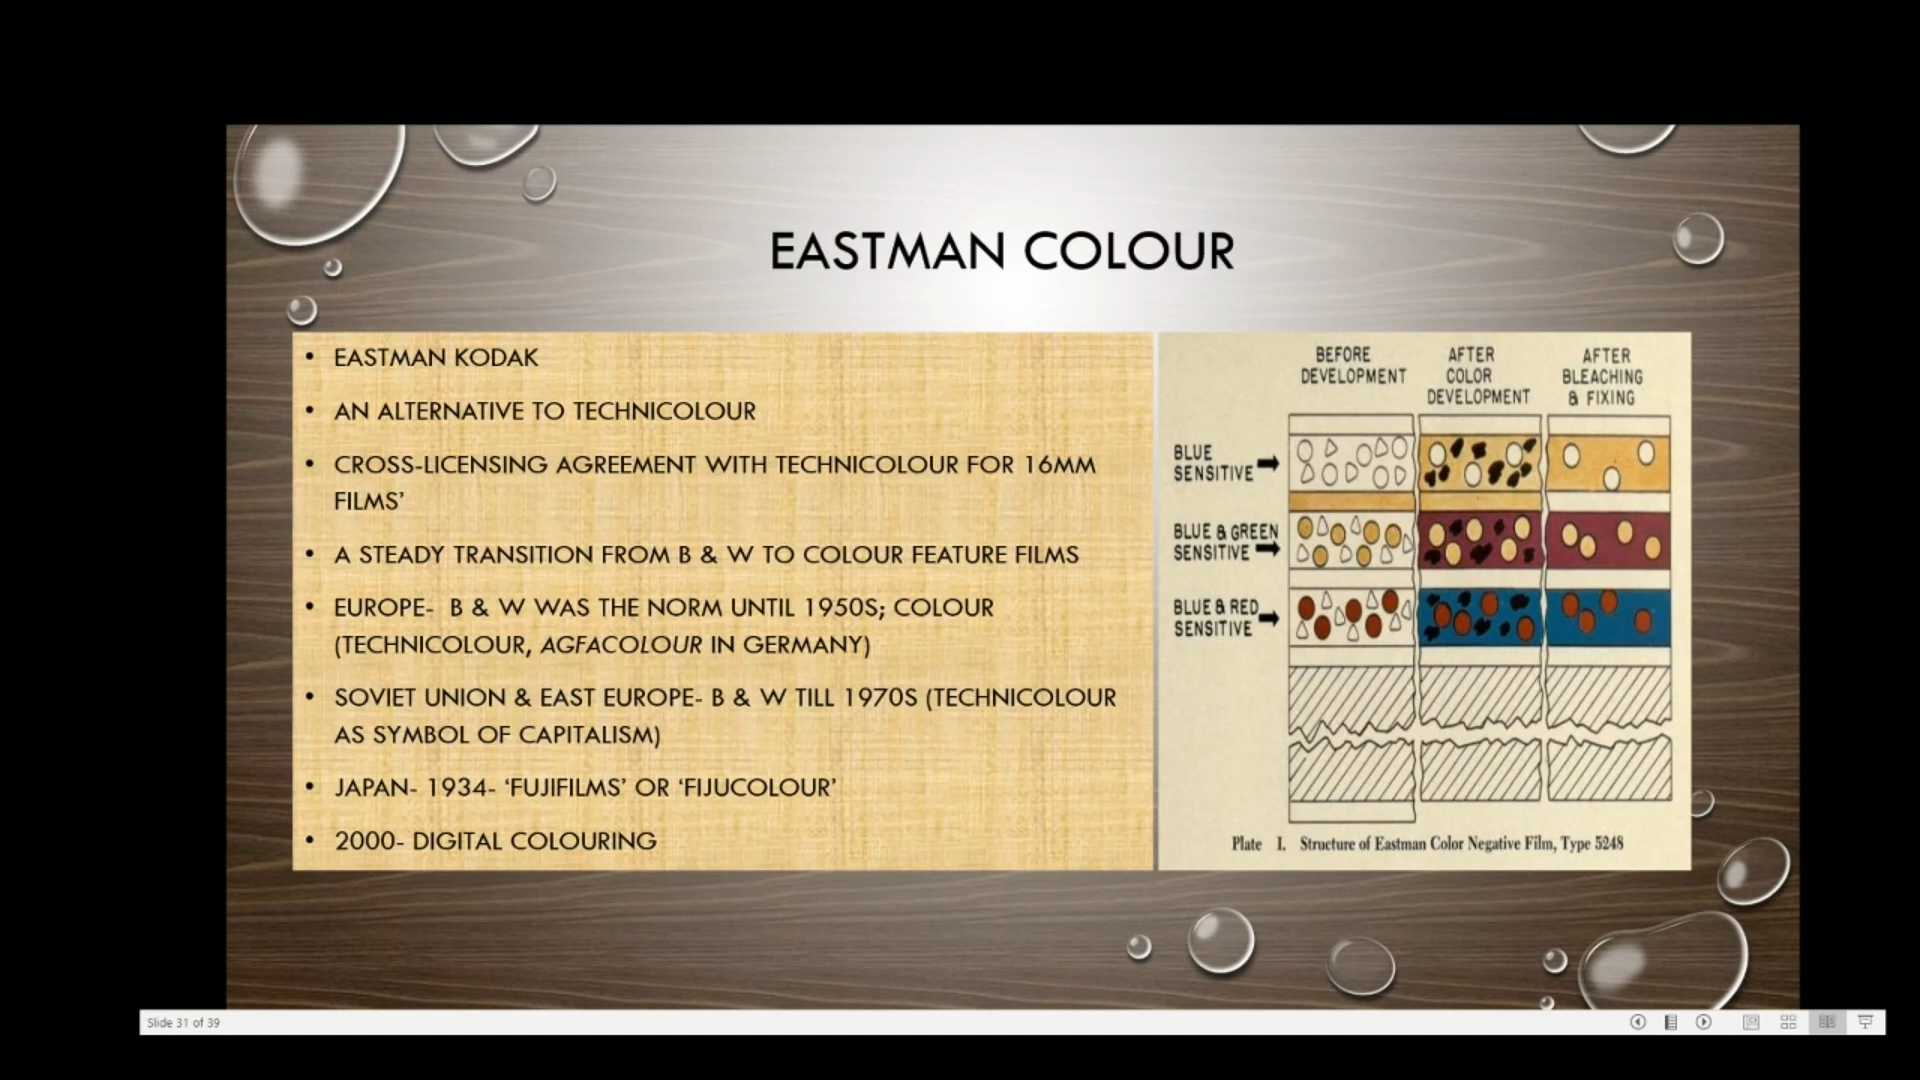 EASTMAN COLOUR
• EASTMAN KODAK
• AN ALTERNATIVE TO TECHNICOLOUR
• CROSS-LICENSING AGREEMENT WITH TECHNICOLOUR FOR 16MM
FILMS’
• A STEADY TRANSITION FROM B & W TO COLOUR FEATURE FILMS
• EUROPE- B & W WAS THE NORM UNTIL 1950S; COLOUR
(TECHNICOLOUR, AGFACOLOUR IN GERMANY)
• SOVIET UNION & EAST EUROPE- B & W TILL 1970S (TECHNICOLOUR
AS SYMBOL OF CAPITALISM)
• JAPAN- 1934- ‘FUJIFILMS’ OR ‘FIJUCOLOUR’
• 2000- DIGITAL COLOURING
BEFORE
DEVELOPMENT
AFTER
COLOR
DEVELOPMENT
AFTER
BLEACHING
& FIXING
BLUE
SENSITIVE
BLUE & GREEN
SENSITIVE
BLUE & RED
SENSITIVE
Plate I. Structure of Eastman Color Negative Film, Type 5248
Slide 31 of 39